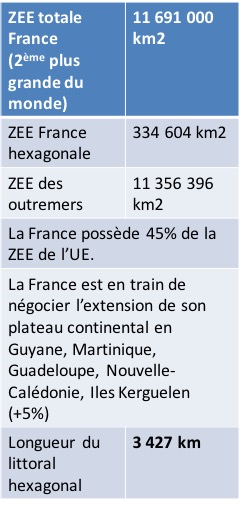 ZEE totale 11 691 000
France km2
(2ème plus
grande du
monde)
ZEE France 334 604 km2
hexagonale
ZEE des 11 356 396
outremers km2
La France possède 45% de la
ZEE de l’UE.
La France est en train de
négocier l’extension de son
plateau continental en
Guyane, Martinique,
Guadeloupe, Nouvelle-
Calédonie, Iles Kerguelen
(+5%)
Longueur du 3 427 km
littoral
hexagonal